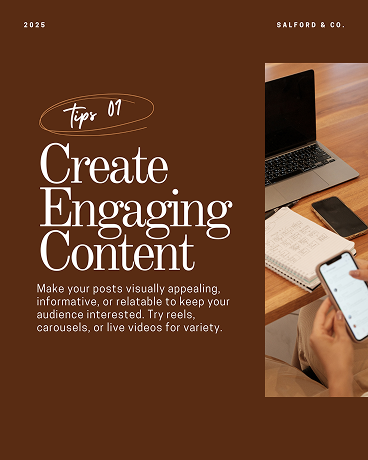 2025
SALFORD & CO.
Tips 01
Create
Engaging
Content
Make your posts visually appealing,
informative, or relatable to keep your
audience interested. Try reels,
carousels, or live videos for variety.